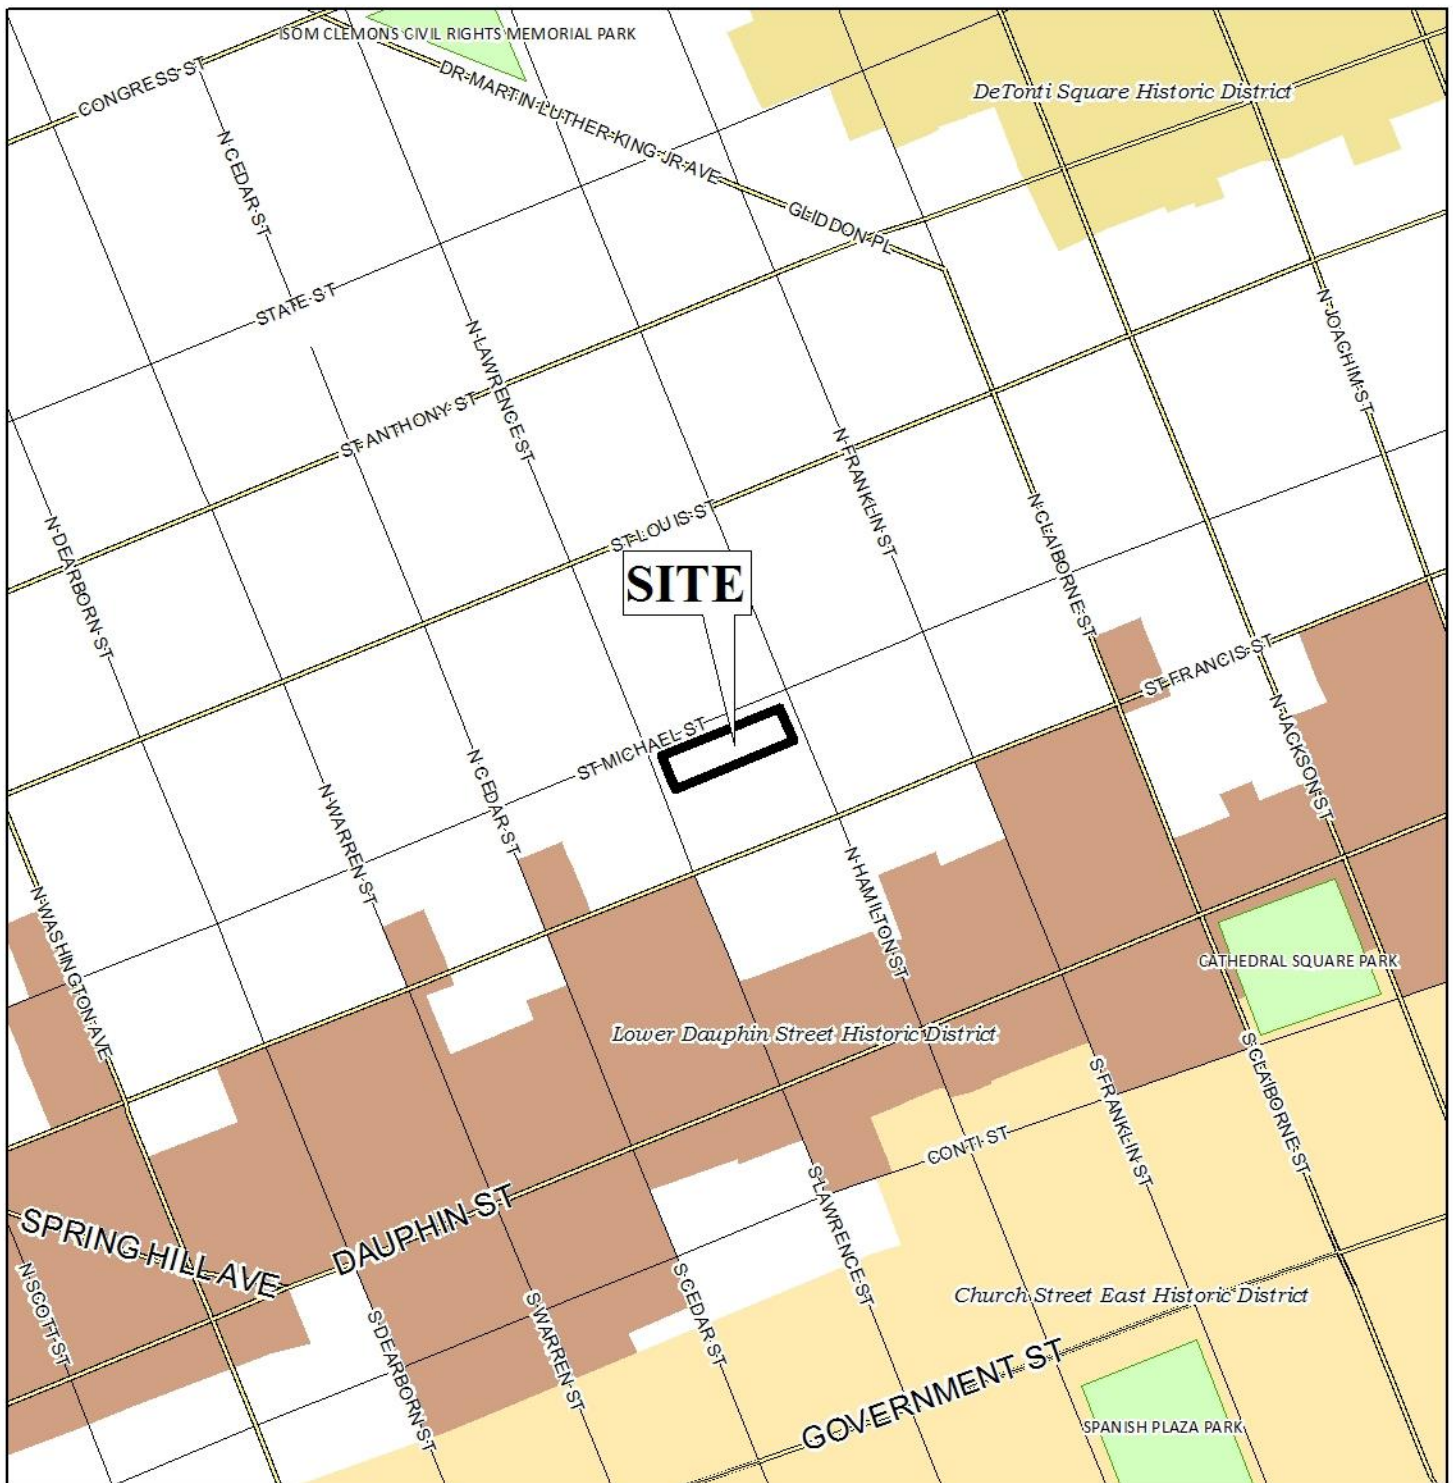 ISOM CLEMONS CIVIL RIGHTS MEMORIAL PARK
CONGRESS ST
DR MARTIN LUTHER KING JR AVE
DeTonti Square Historic District
N CEDAR ST
GLIDDON PL
STATE ST
N JOACHIM ST
N LAWRENCE ST
ST ANTHONY ST
N FRANKLIN ST
N DEARBORN ST
ST LOUIS ST
N CLAIBORNE ST
SITE
ST FRANCIS ST
ST MICHAEL ST
N JACKSON ST
N CEDAR ST
N WARREN ST
N HAMILTON ST
N WASHINGTON AVE
CATHEDRAL SQUARE PARK
Lower Dauphin Street Historic District
S CLAIBORNE ST
S FRANKLIN ST
CONTI ST
S LAWRENCE ST
DAUPHIN ST
SPRING HILL AVE
N SCOTT ST
S CEDAR ST
S WARREN ST
S DEARBORN ST
Church Street East Historic District
GOVERNMENT ST
SPANISH PLAZA PARK